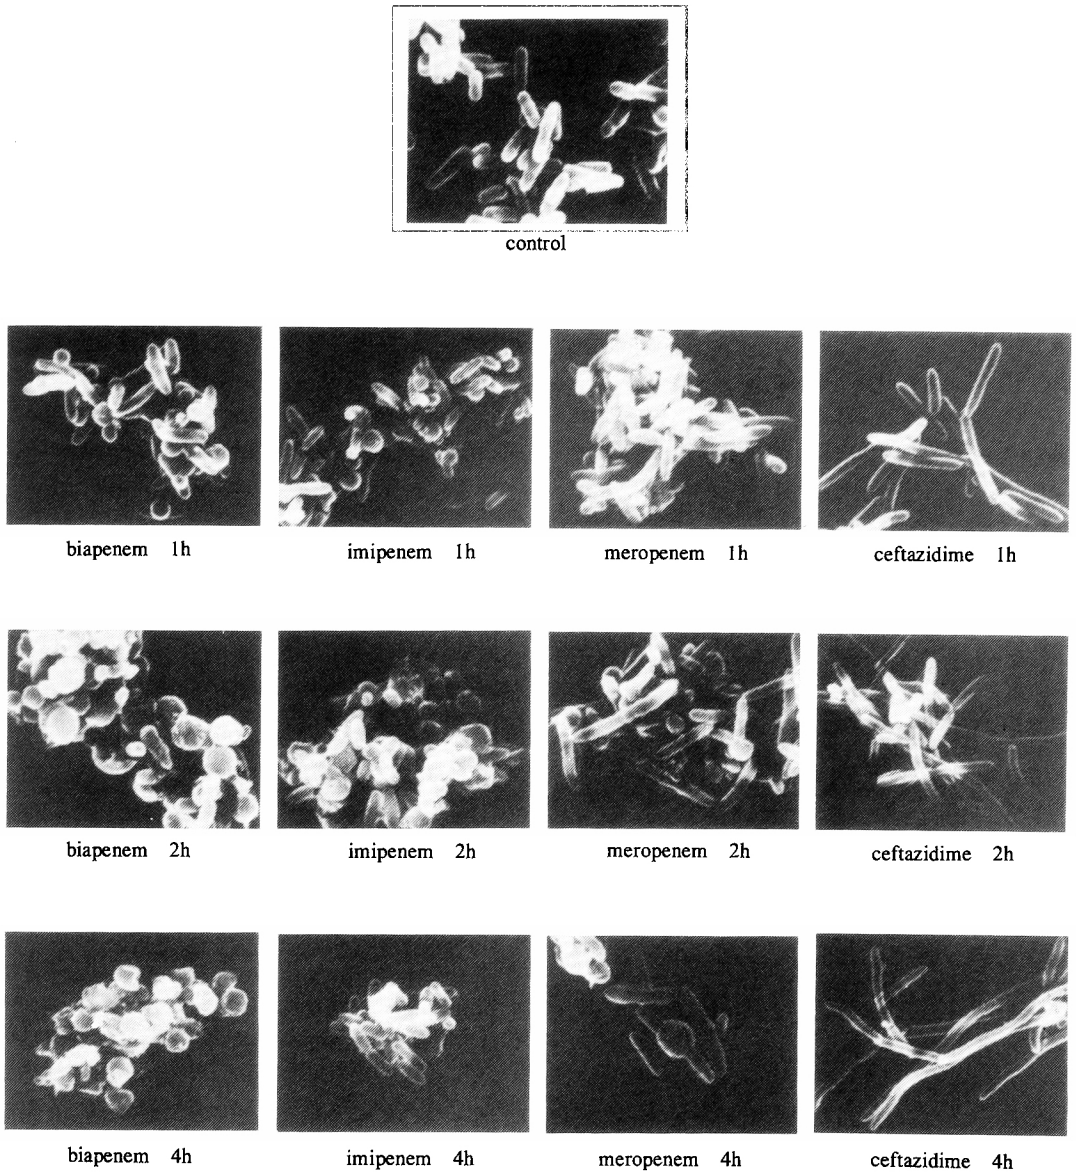 control
biapenem 1h
imipenem 1h
meropenem 1h
ceftazidime 1h
biapenem 2h
imipenem 2h
meropenem 2h
ceftazidime 2h
biapenem 4h
imipenem 4h
meropenem 4h
ceftazidime 4h